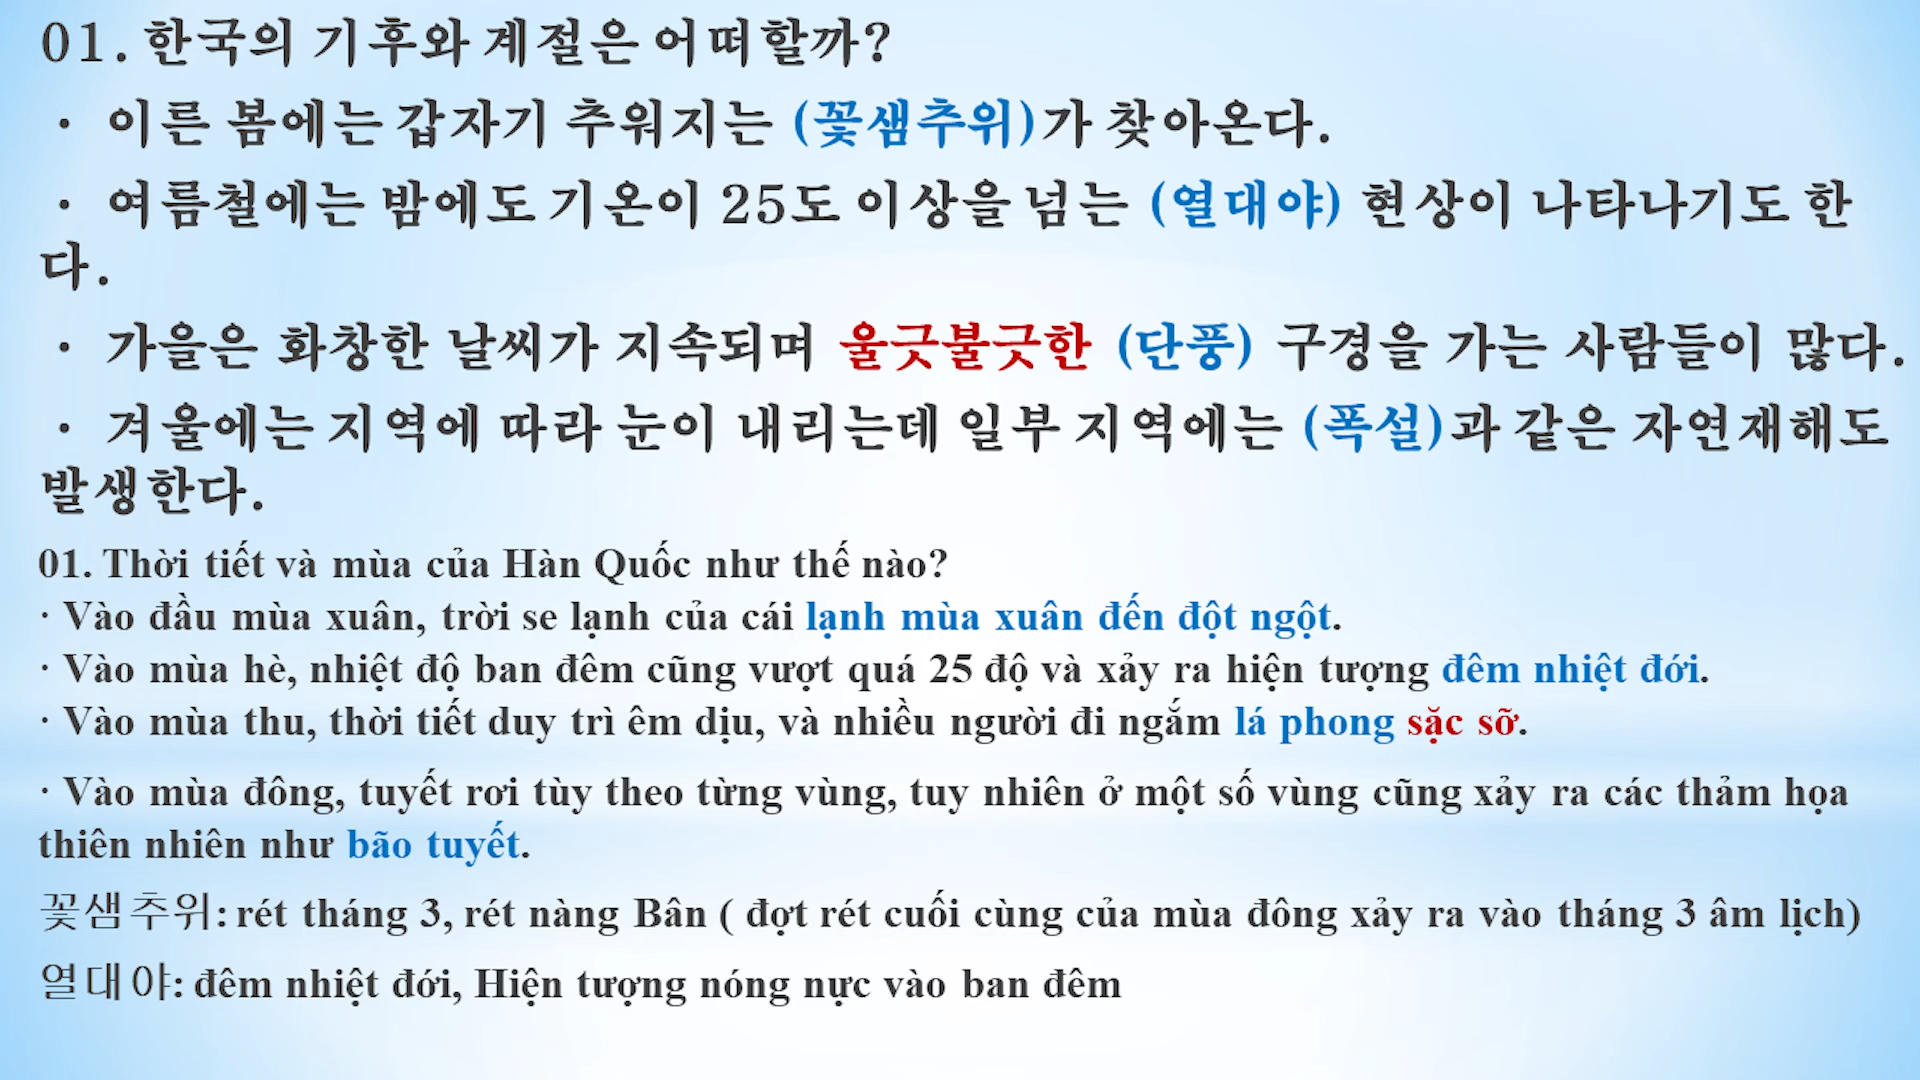 01. 한국의 기후와 계절은 어떠할까?
· 이른 봄에는 갑자기 추워지는 (꽃샘추위)가 찾아온다.
· 여름철에는 밤에도 기온이 25도 이상을 넘는 (열대야) 현상이 나타나기도 한
다.
· 가을은 화창한 날씨가 지속되며 울긋불긋한 (단풍) 구경을 가는 사람들이 많다.
· 겨울에는 지역에 따라 눈이 내리는데 일부 지역에는 (폭설)과 같은 자연재해도
발생한다.
01. Thời tiết và mùa của Hàn Quốc như thế nào?
· Vào đầu mùa xuân, trời se lạnh của cái lạnh mùa xuân đến đột ngột.
· Vào mùa hè, nhiệt độ ban đêm cũng vượt quá 25 độ và xảy ra hiện tượng đêm nhiệt đới.
· Vào mùa thu, thời tiết duy trì êm dịu, và nhiều người đi ngắm lá phong sặc sỡ.
· Vào mùa đông, tuyết rơi tùy theo từng vùng, tuy nhiên ở một số vùng cũng xảy ra các thảm họa
thiên nhiên như bão tuyết.
꽃샘추위: rét tháng 3, rét nàng Bân ( đợt rét cuối cùng của mùa đông xảy ra vào tháng 3 âm lịch)
열대야: đêm nhiệt đới, Hiện tượng nóng nực vào ban đêm